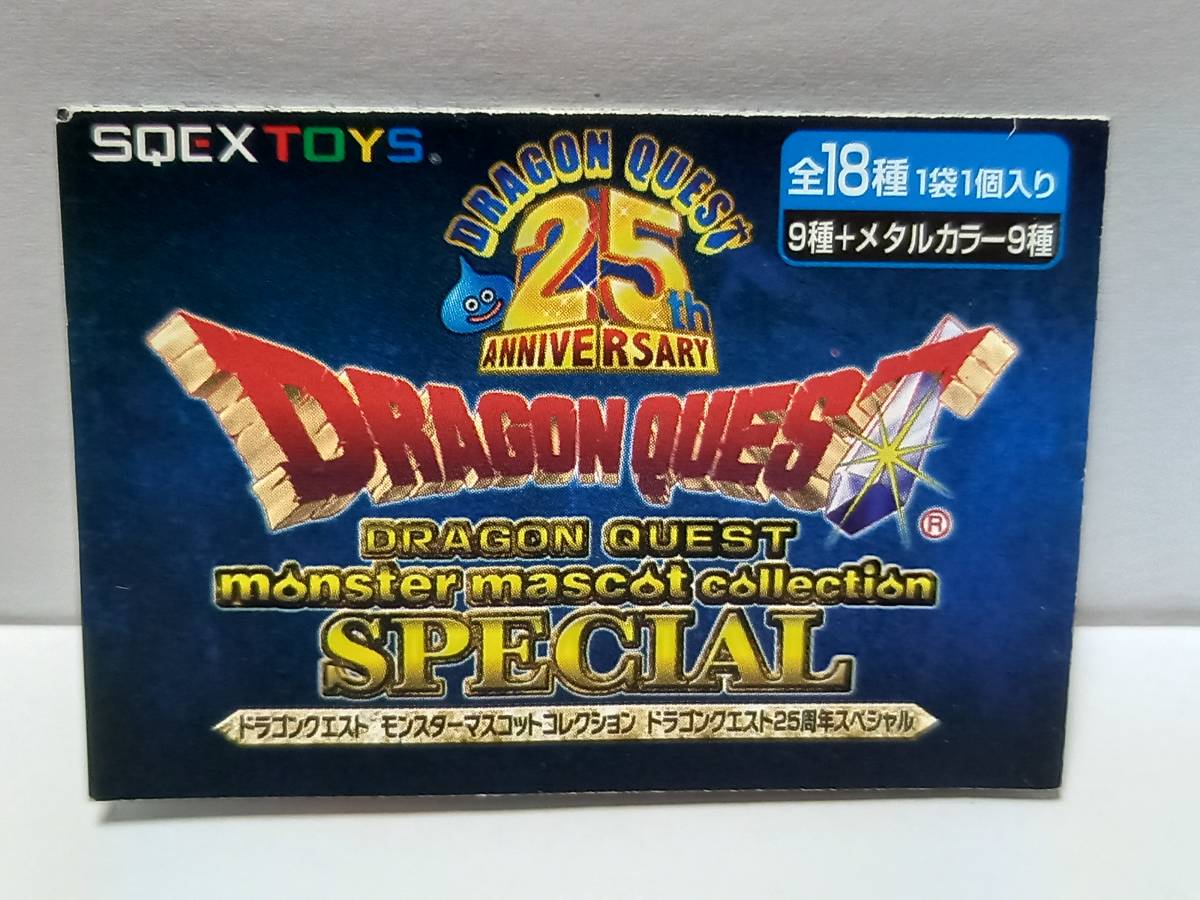 SQEX TOYS.
全18種 1袋1個入り
9種+メタルカラー9種
DRAGON QUEST
25th
ANNIVERSARY
DRAGON QUEST
®
DRAGON QUEST
monster mascot collection
SPECIAL
ドラゴンクエスト モンスターマスコットコレクション ドラゴンクエスト25周年スペシャル